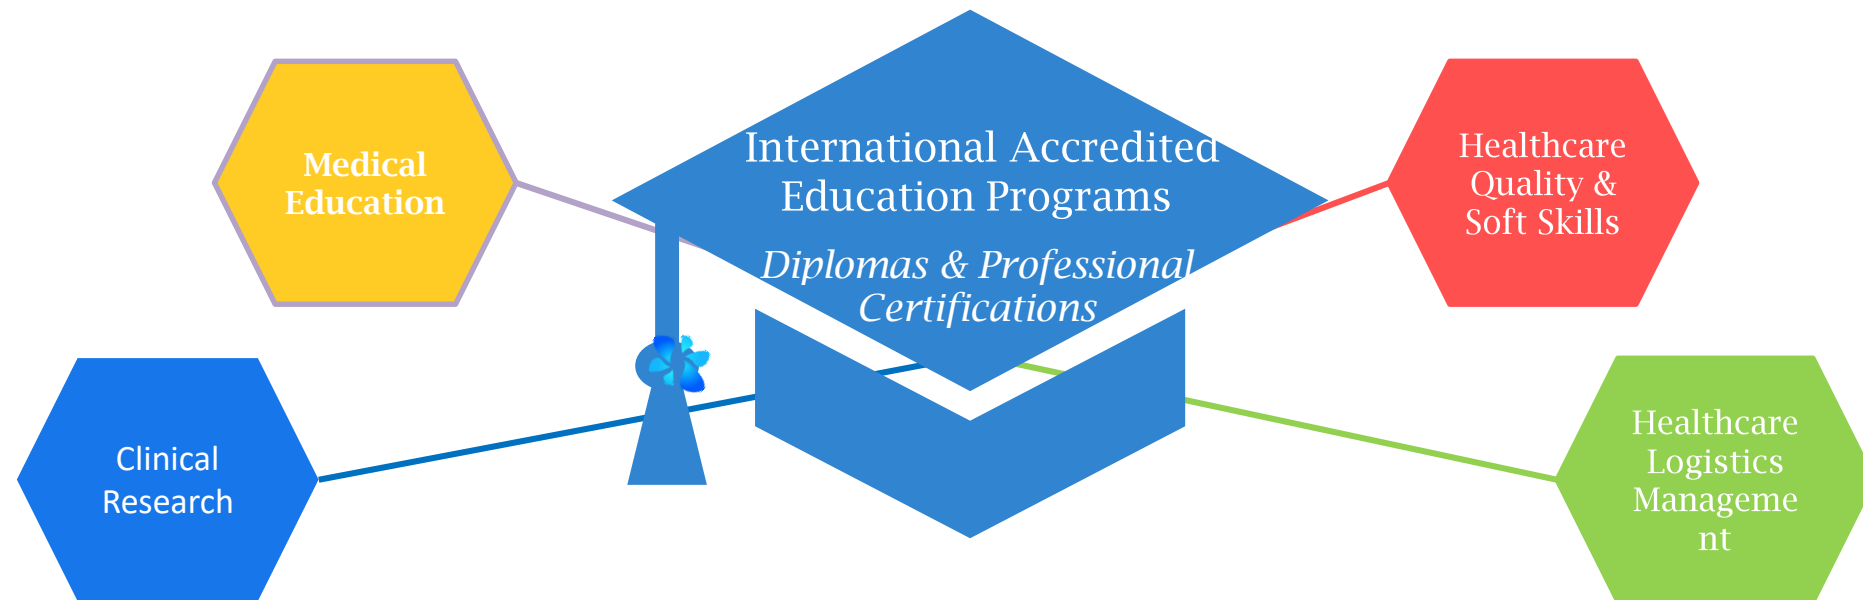 Medical
Education
International Accredited
Education Programs
Diplomas & Professional
Certifications
Healthcare
Quality &
Soft Skills
Clinical
Research
Healthcare
Logistics
Manageme
nt